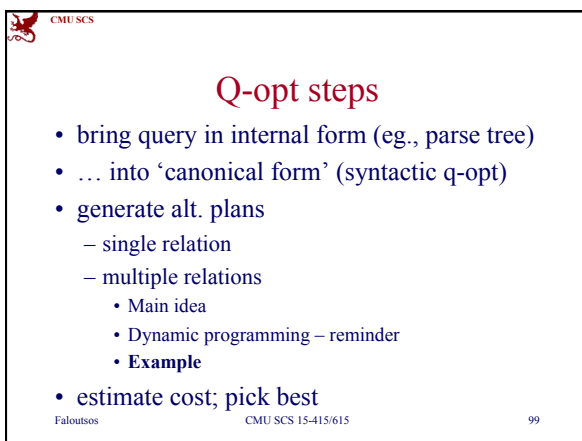 CMU SCS
Q-opt steps
• bring query in internal form (eg., parse tree)
• … into ‘canonical form’ (syntactic q-opt)
• generate alt. plans
– single relation
– multiple relations
• Main idea
• Dynamic programming – reminder
• Example
• estimate cost; pick best
Faloutsos CMU SCS 15-415/615 99